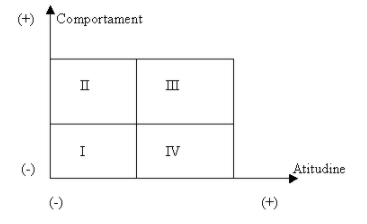 (+) Comportament
II III
I IV
(-) Atitudine
(-) (+)